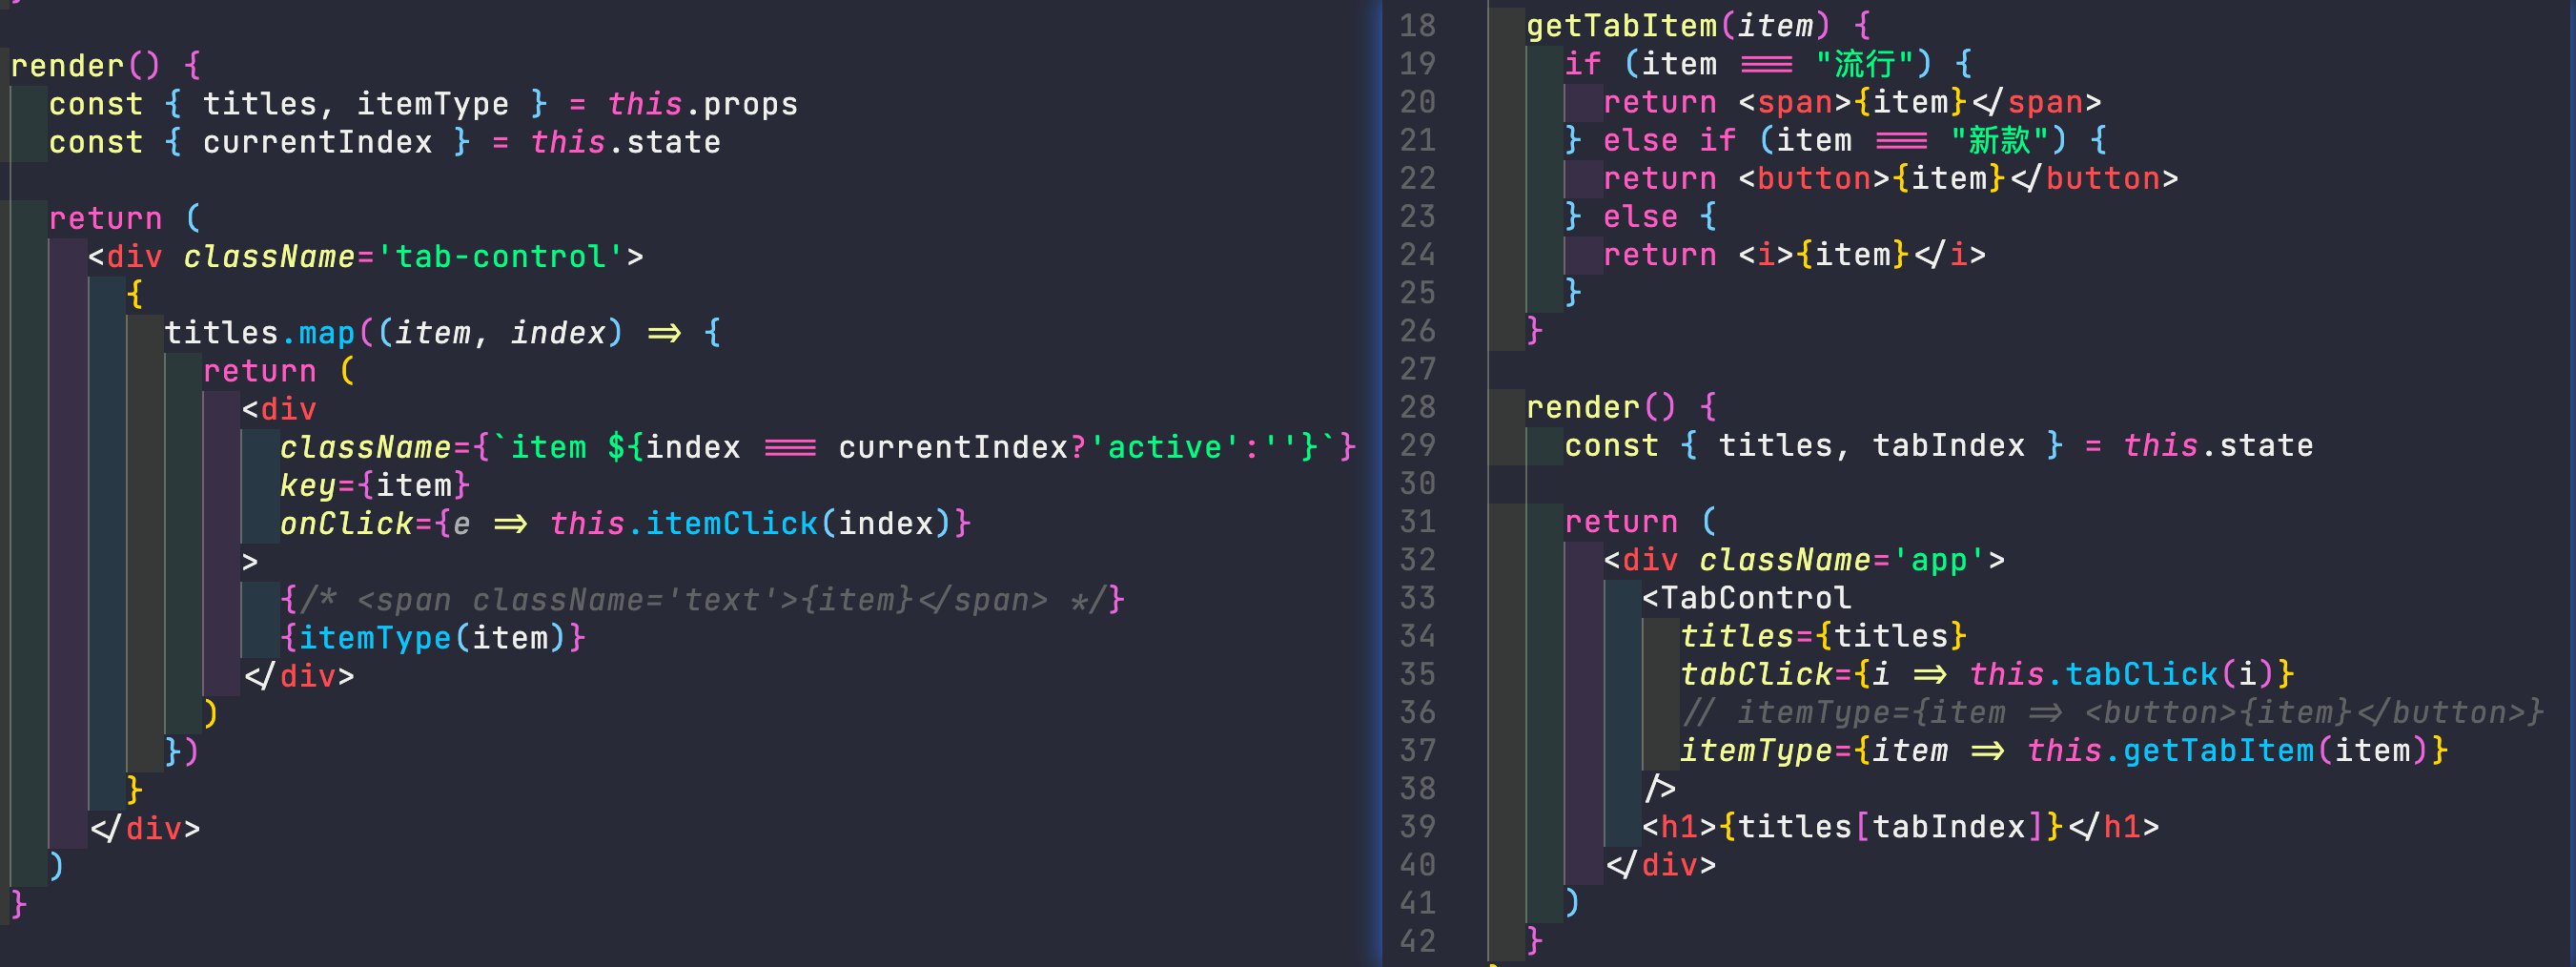 render() {
const { titles, itemType } = this.props
const { currentIndex } = this.state
return (
<div className='tab-control'>
{
titles.map((item, index) => {
return (
<div
className={`item ${index === currentIndex?'active':''}`}
key={item}
onClick={e => this.itemClick(index)}
>
{/* <span className='text'>{item}</span> */}
{itemType(item)}
</div>
)
})
}
</div>
)
}
18 getTabItem(item) {
19 if (item === "流行") {
20 return <span>{item}</span>
21 } else if (item === "新款") {
22 return <button>{item}</button>
23 } else {
24 return <i>{item}</i>
25 }
26 }
27
28 render() {
29 const { titles, tabIndex } = this.state
30
31 return (
32 <div className='app'>
33 <TabControl
34 titles={titles}
35 tabClick={i => this.tabClick(i)}
36 // itemType={item => <button>{item}</button>}
37 itemType={item => this.getTabItem(item)}
38 />
39 <h1>{titles[tabIndex]}</h1>
40 </div>
41 )
42 }